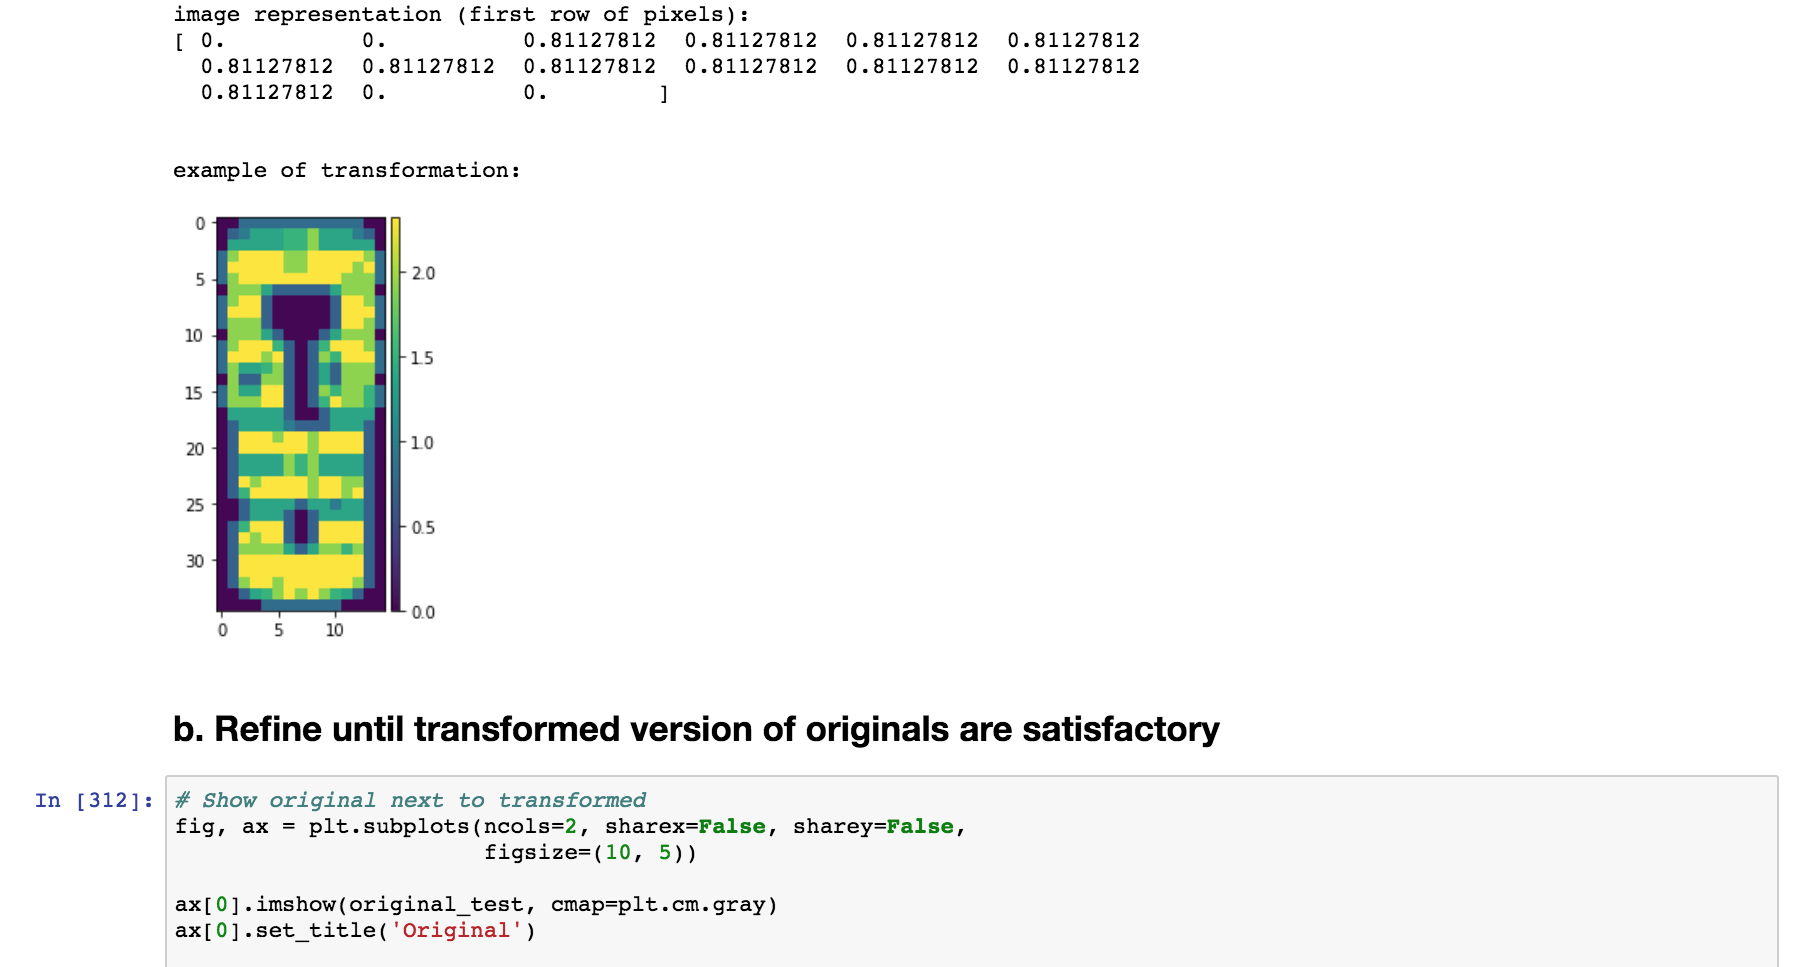 image representation (first row of pixels):
[ 0.          0.          0.81127812  0.81127812  0.81127812  0.81127812
  0.81127812  0.81127812  0.81127812  0.81127812  0.81127812  0.81127812
  0.81127812  0.          0.        ]
example of transformation:
0
5
10
15
20
25
30
0 5 10
2.0
1.5
1.0
0.5
0.0
b. Refine until transformed version of originals are satisfactory
In [312]:
# Show original next to transformed
fig, ax = plt.subplots(ncols=2, sharex=False, sharey=False,
                       figsize=(10, 5))
ax[0].imshow(original_test, cmap=plt.cm.gray)
ax[0].set_title('Original')